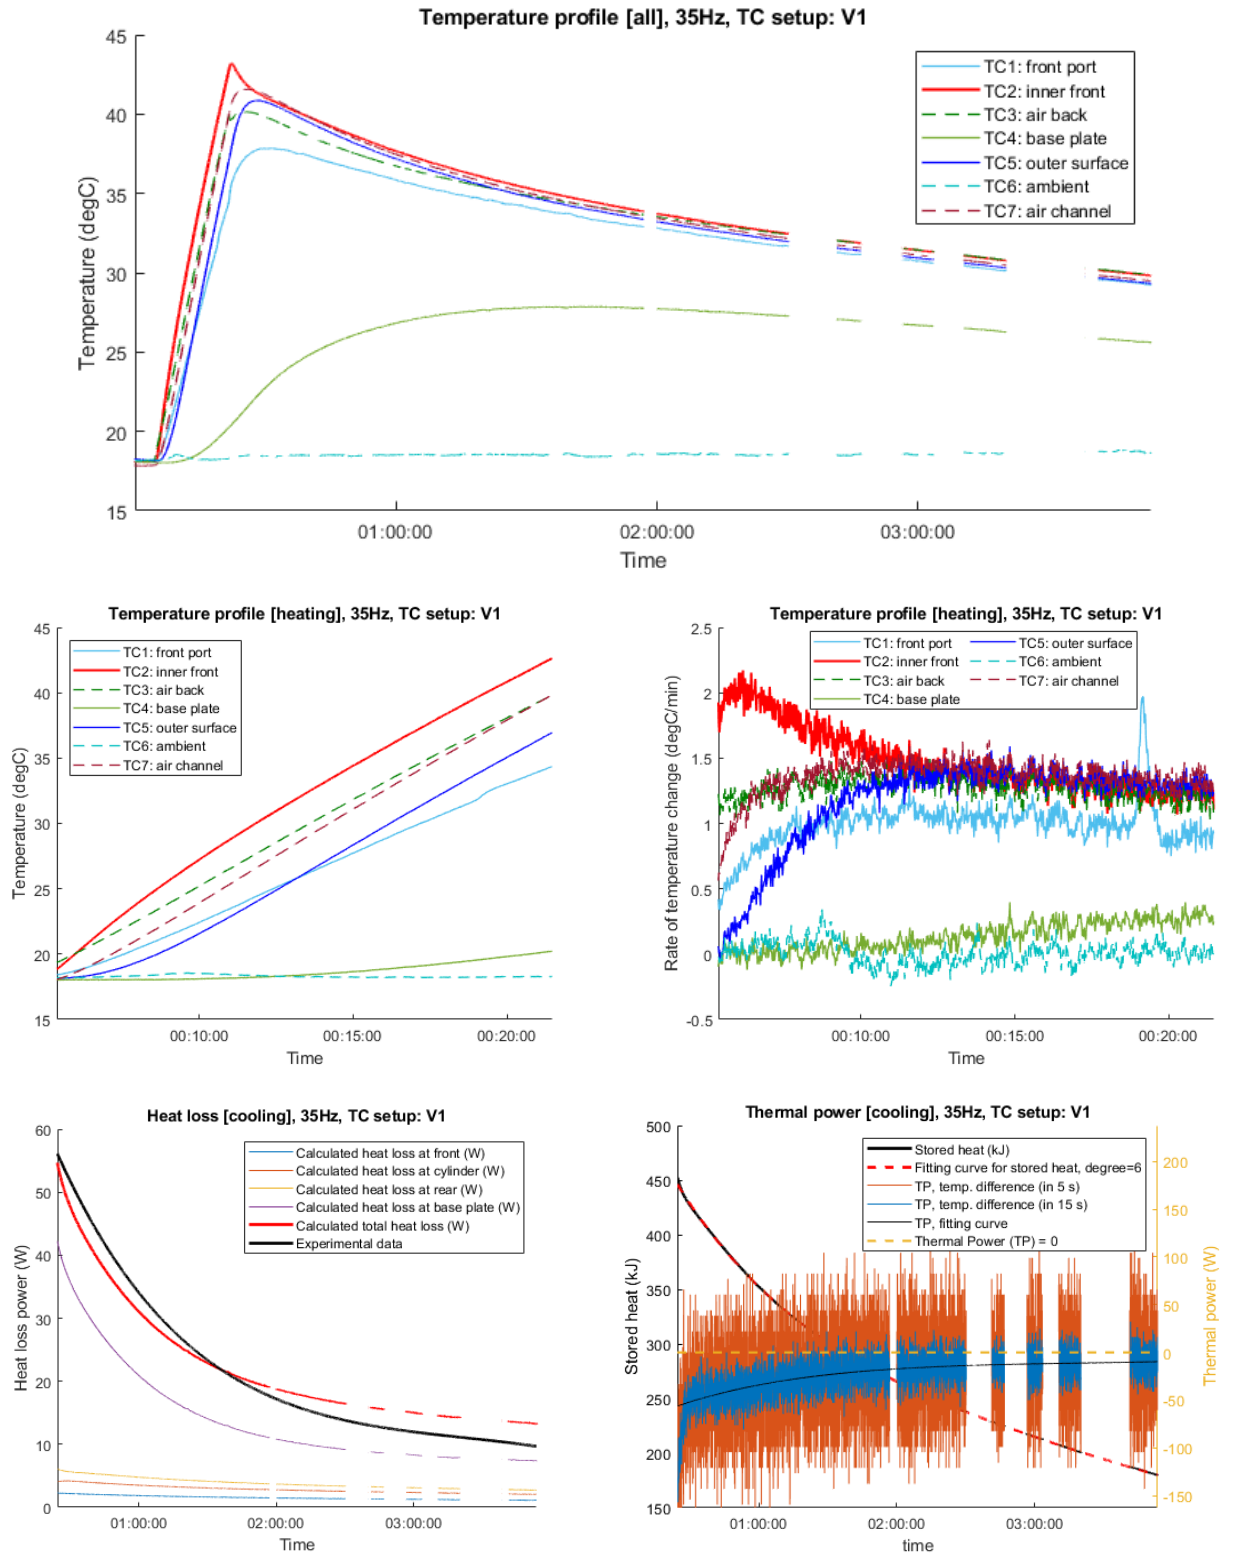 Temperature profile [all], 35Hz, TC setup: V1
45
40
35
30
25
20
15
Temperature (degC)
01:00:00
02:00:00
03:00:00
Time
TC1: front port
TC2: inner front
TC3: air back
TC4: base plate
TC5: outer surface
TC6: ambient
TC7: air channel
Temperature profile [heating], 35Hz, TC setup: V1
45
40
35
30
25
20
15
Temperature (degC)
00:10:00
00:15:00
00:20:00
Time
TC1: front port
TC2: inner front
TC3: air back
TC4: base plate
TC5: outer surface
TC6: ambient
TC7: air channel
Temperature profile [heating], 35Hz, TC setup: V1
2.5
2
1.5
1
0.5
0
-0.5
Rate of temperature change (degC/min)
00:10:00
00:15:00
00:20:00
Time
TC1: front port
TC2: inner front
TC3: air back
TC4: base plate
TC5: outer surface
TC6: ambient
TC7: air channel
Heat loss [cooling], 35Hz, TC setup: V1
60
50
40
30
20
10
0
Heat loss power (W)
01:00:00
02:00:00
03:00:00
Time
Calculated heat loss at front (W)
Calculated heat loss at cylinder (W)
Calculated heat loss at rear (W)
Calculated heat loss at base plate (W)
Calculated total heat loss (W)
Experimental data
Thermal power [cooling], 35Hz, TC setup: V1
500
450
400
350
300
250
200
150
Stored heat (kJ)
01:00:00
02:00:00
03:00:00
time
Stored heat (kJ)
Fitting curve for stored heat, degree=6
TP, temp. difference (in 5 s)
TP, temp. difference (in 15 s)
TP, fitting curve
Thermal Power (TP) = 0
200
150
100
50
0
-50
-100
-150
Thermal power (W)